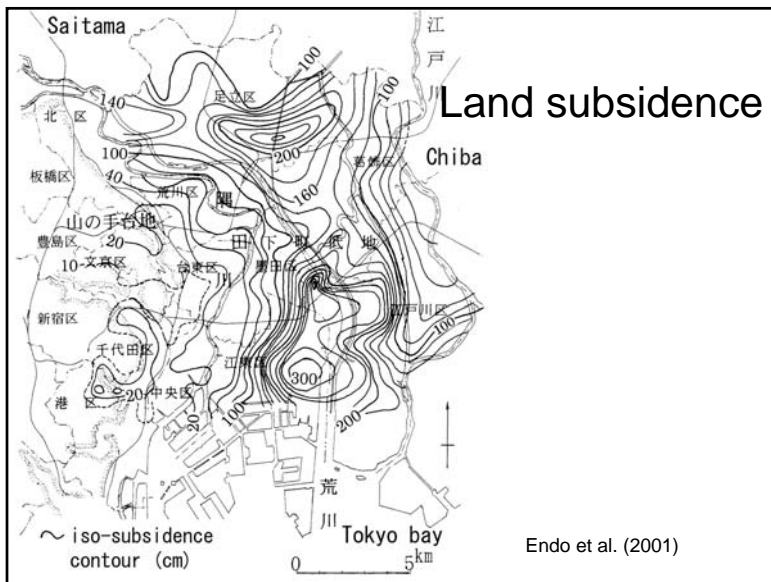 Saitama
江
戸
川
Land subsidence
100
140
足立区
100
北 区
200
Chiba
葛飾区
板橋区
100
40
荒川区
隅
160
山の手台地
豊島区
20
田 下 町 低 地
10
文京区
台東区
川
墨田区
新宿区
江戸川区
100
千代田区
江東区
300
港 区
20
中央区
20
100
200
荒
川
iso-subsidence
contour (cm)
Tokyo bay
0 5 km
Endo et al. (2001)